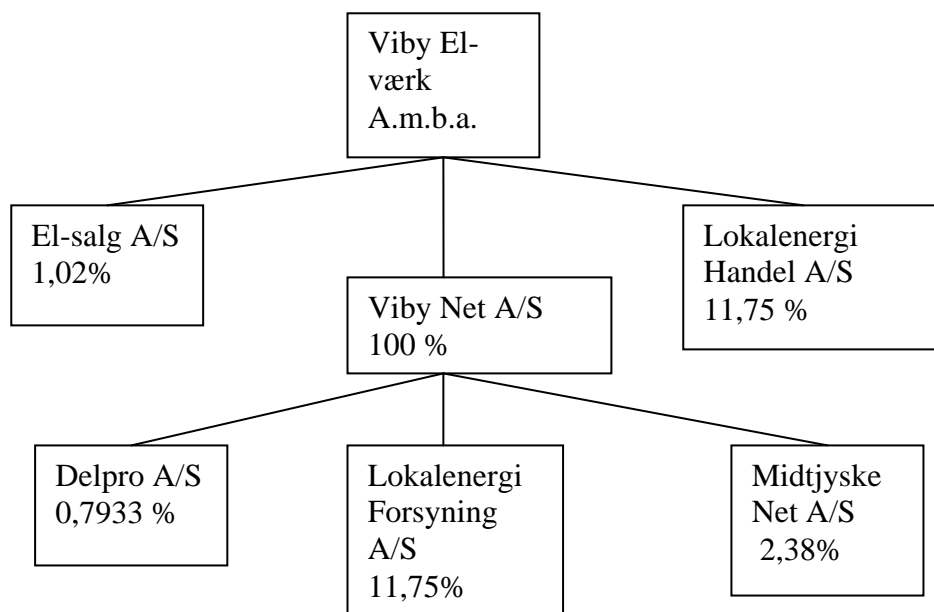 Viby El-
værk
A.m.b.a.
El-salg A/S
1,02%
Lokalenergi
Handel A/S
11,75 %
Viby Net A/S
100 %
Delpro A/S
0,7933 %
Lokalenergi
Forsyning
A/S
11,75%
Midtjyske
Net A/S
2,38%